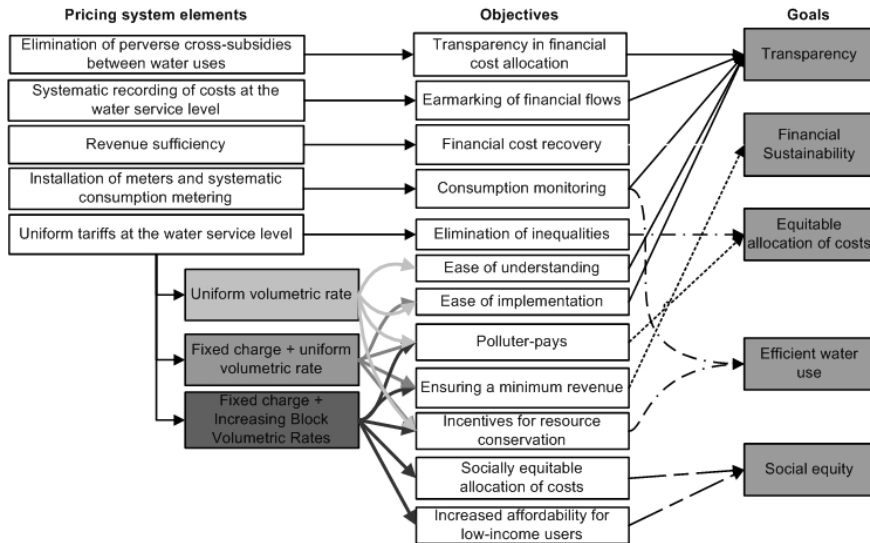 Pricing system elements
Objectives
Goals
Elimination of perverse cross-subsidies
between water uses
Transparency in financial
cost allocation
Transparency
Systematic recording of costs at the
water service level
Earmarking of financial flows
Revenue sufficiency
Financial cost recovery
Financial
Sustainability
Installation of meters and systematic
consumption metering
Consumption monitoring
Uniform tariffs at the water service level
Elimination of inequalities
Equitable
allocation of costs
Ease of understanding
Uniform volumetric rate
Ease of implementation
Fixed charge + uniform
volumetric rate
Polluter-pays
Efficient water
use
Ensuring a minimum revenue
Fixed charge +
Increasing Block
Volumetric Rates
Incentives for resource
conservation
Socially equitable
allocation of costs
Social equity
Increased affordability for
low-income users